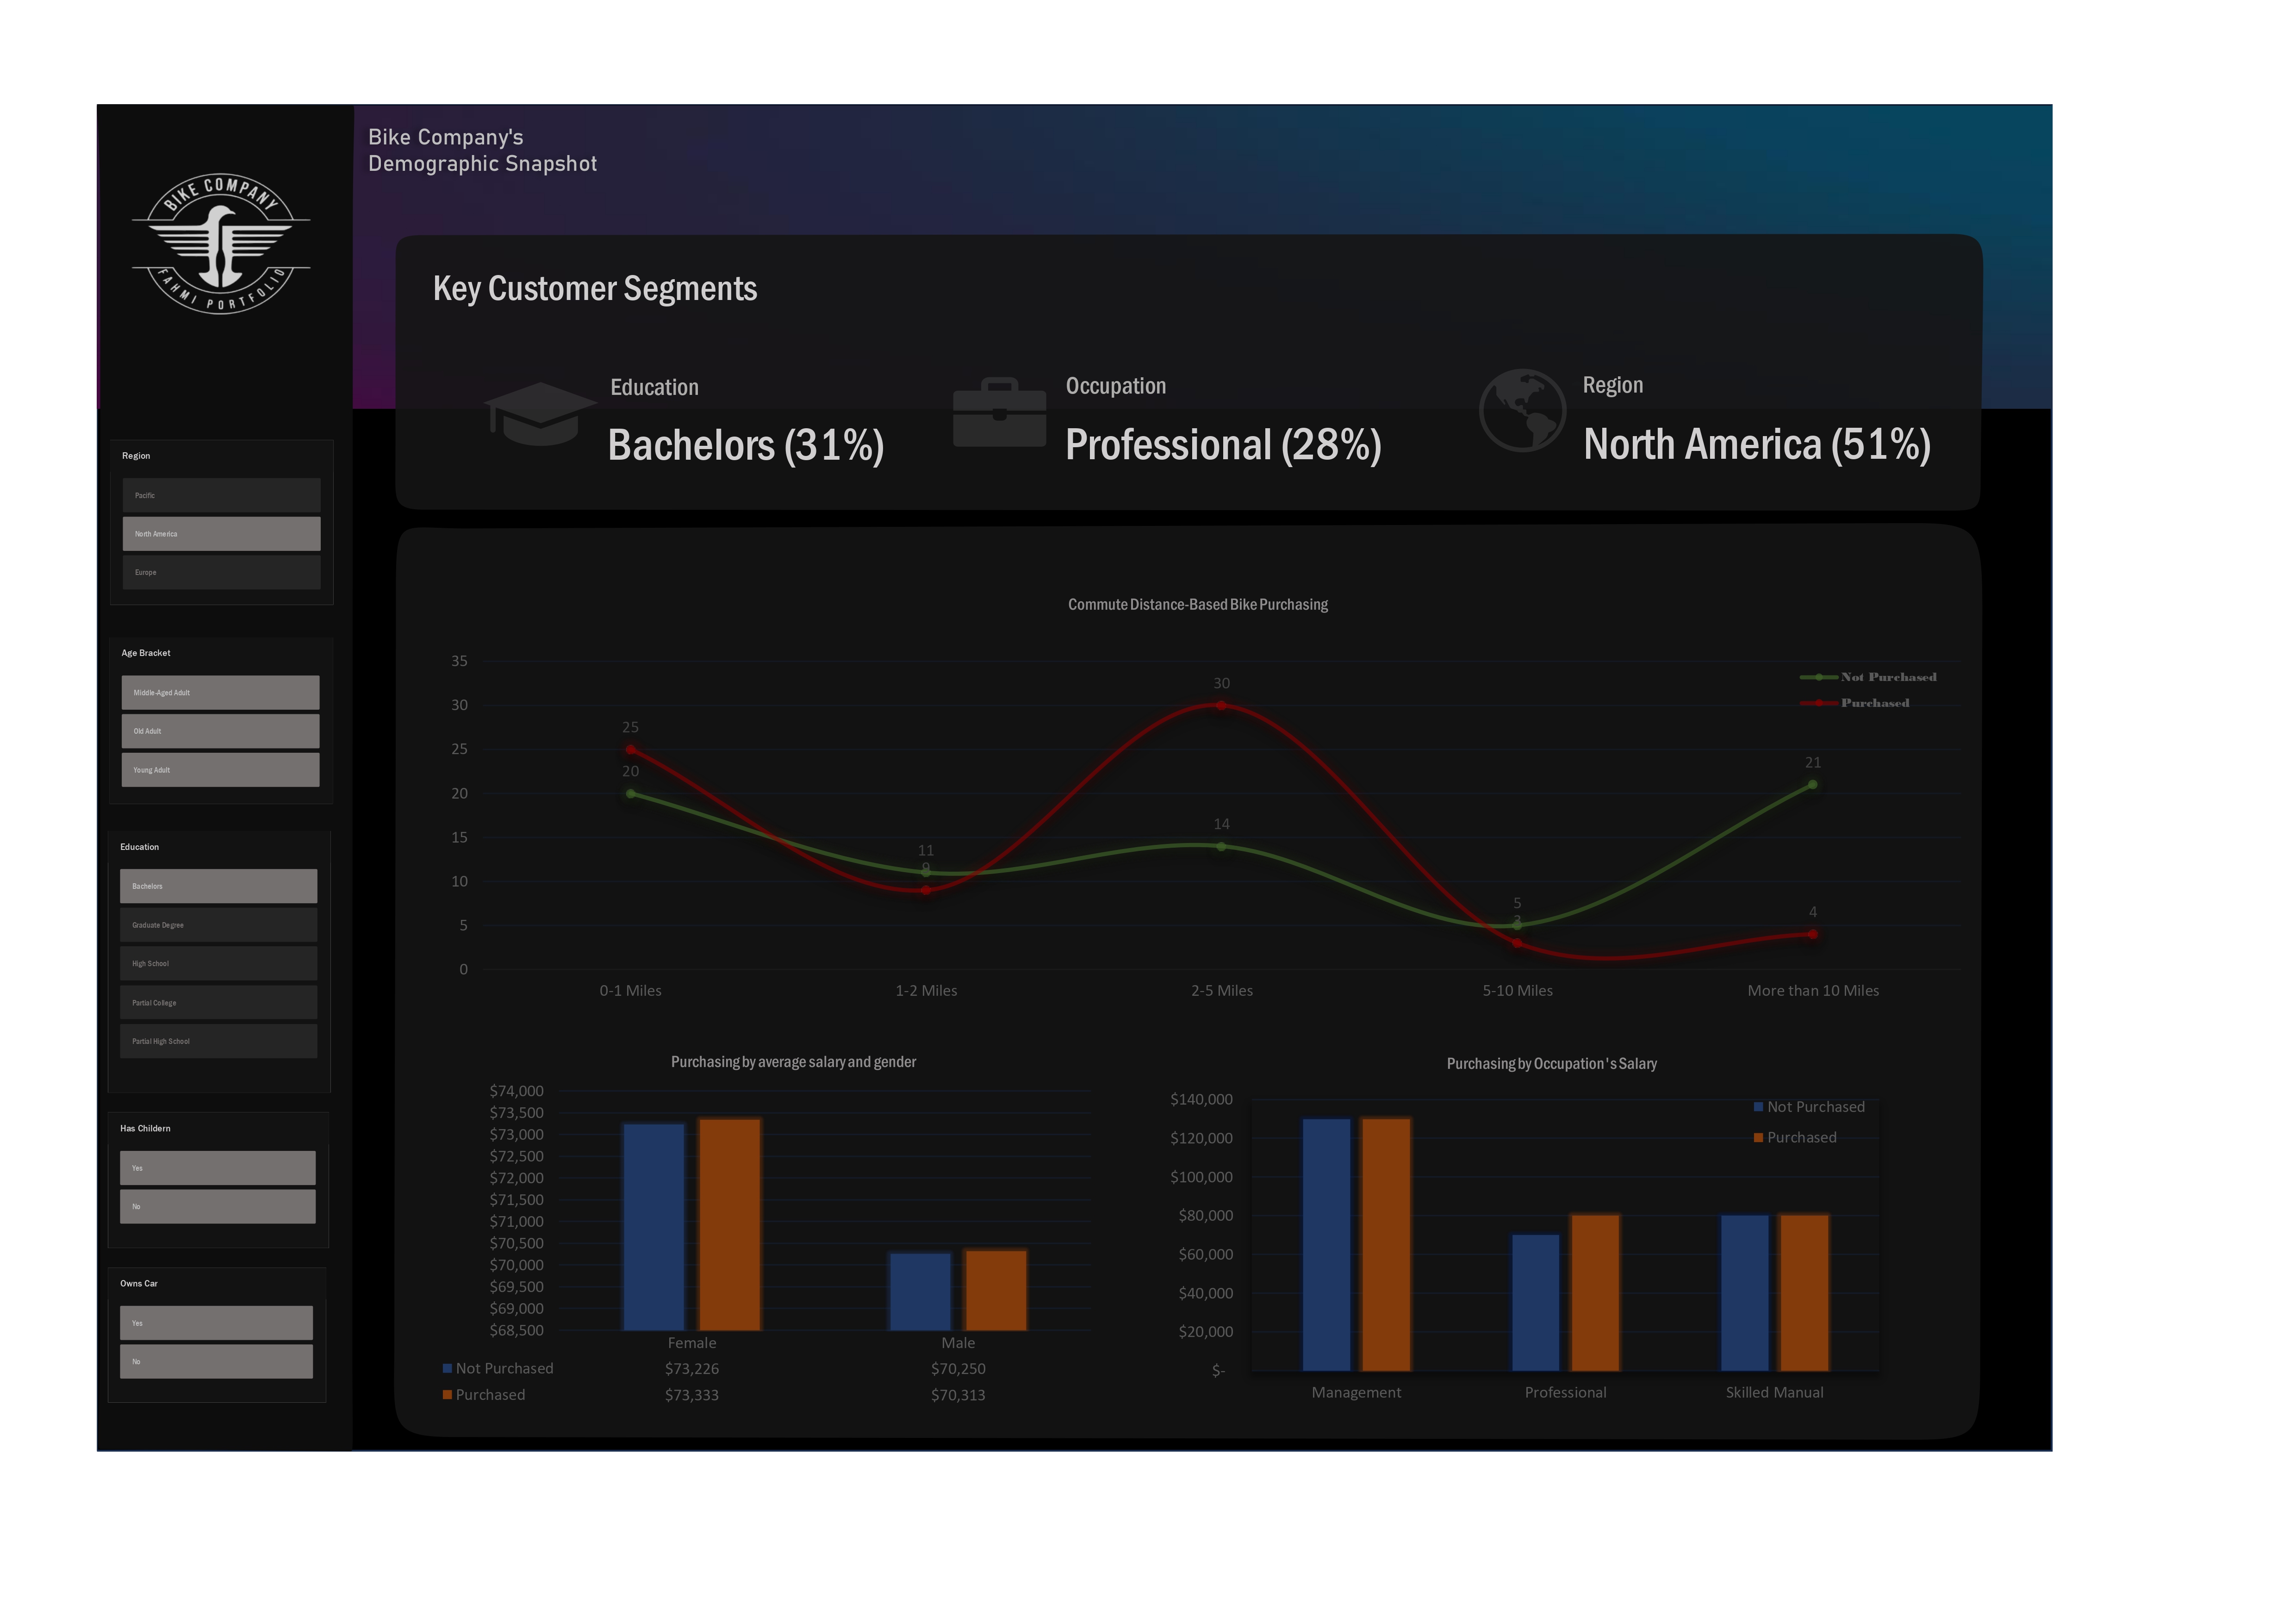 BIKE COMPANY
FAHMI PORTFOLIO
Bike Company's
Demographic Snapshot
Key Customer Segments
Education
Bachelors (31%)
Occupation
Professional (28%)
Region
North America (51%)
Region
Pacific
North America
Europe
Age Bracket
Middle-Aged Adult
Old Adult
Young Adult
Education
Bachelors
Graduate Degree
High School
Partial College
Partial High School
Has Childern
Yes
No
Owns Car
Yes
No
Commute Distance-Based Bike Purchasing
35
30
25
20
15
10
5
0
25
20
11
9
30
14
5
3
21
4
Not Purchased
Purchased
0-1 Miles
1-2 Miles
2-5 Miles
5-10 Miles
More than 10 Miles
Purchasing by average salary and gender
$74,000
$73,500
$73,000
$72,500
$72,000
$71,500
$71,000
$70,500
$70,000
$69,500
$69,000
$68,500
Female Male
Not Purchased $73,226 $70,250
Purchased $73,333 $70,313
Purchasing by Occupation's Salary
$140,000
$120,000
$100,000
$80,000
$60,000
$40,000
$20,000
$-
Not Purchased
Purchased
Management
Professional
Skilled Manual